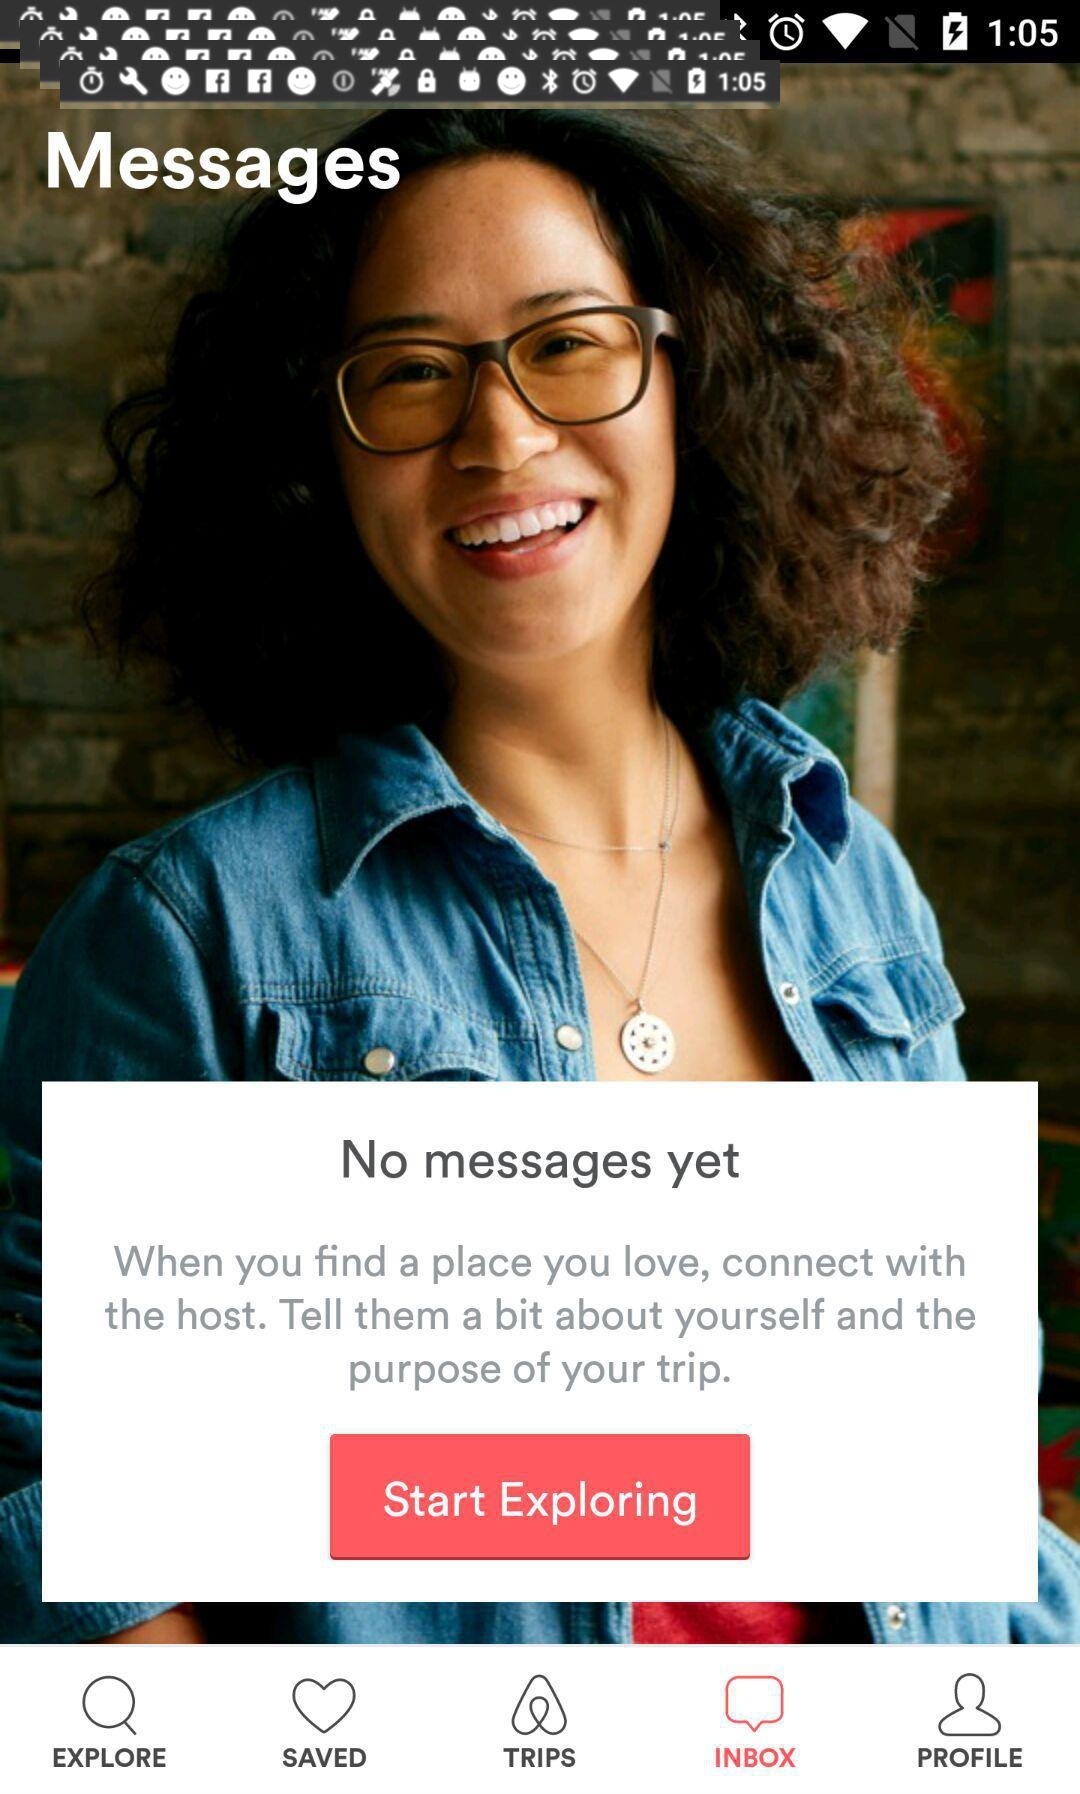 1:05
1:05
Messages
No messages yet
When you find a place you love, connect with
the host. Tell them a bit about yourself and the
purpose of your trip.
Start Exploring
EXPLORE SAVED TRIPS INBOX PROFILE